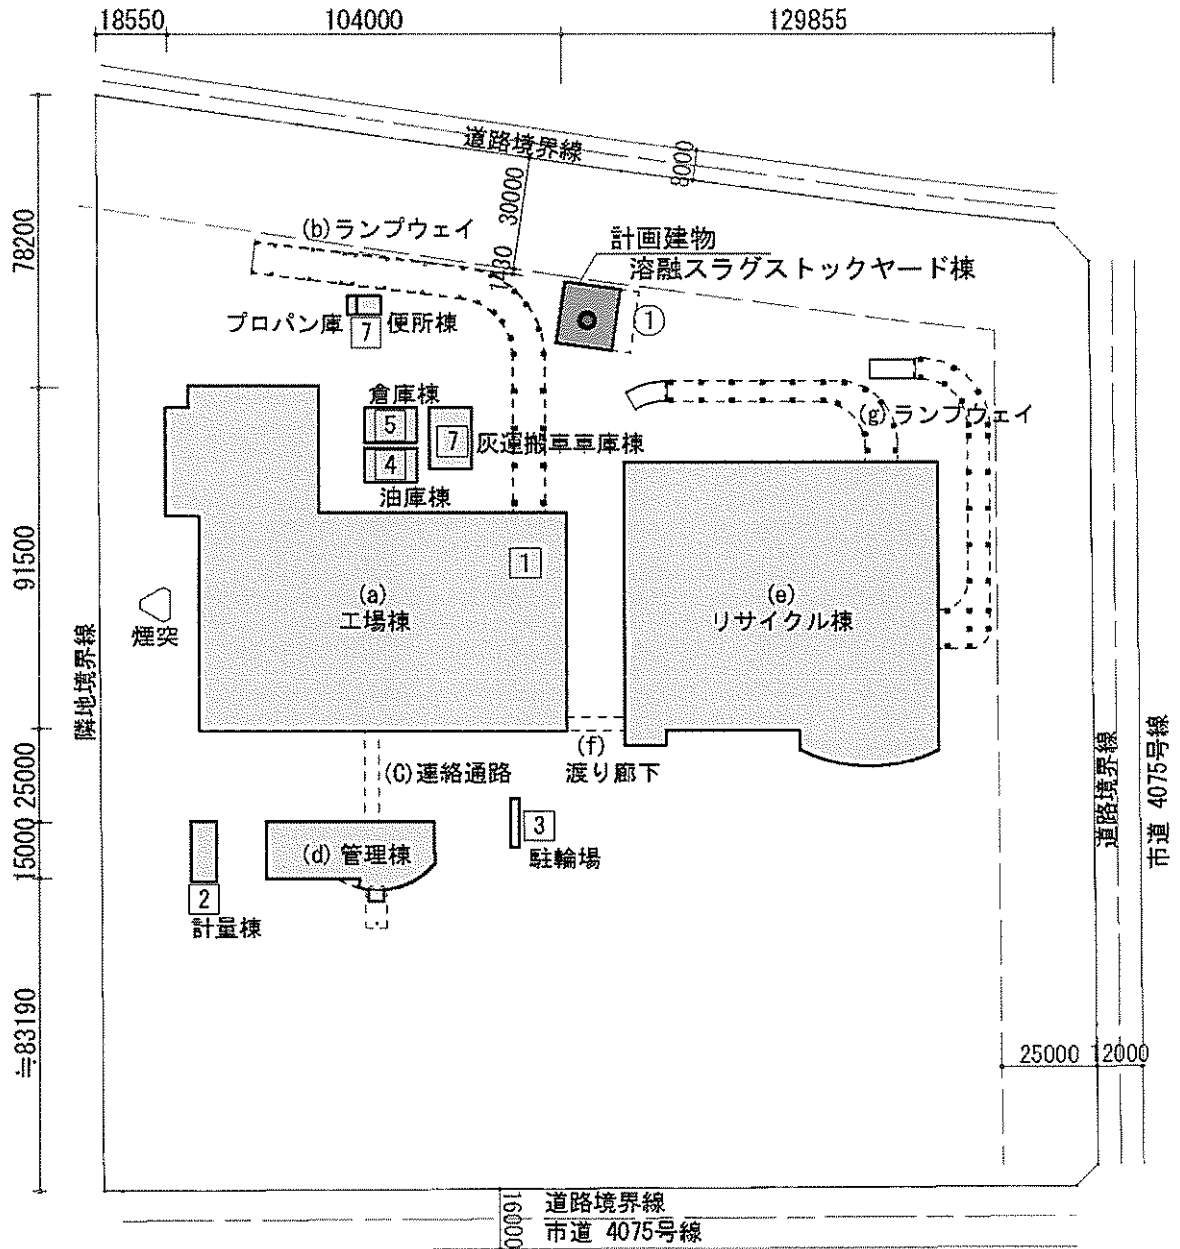 18550
104000
129855
道路境界線
8000
30000
1430
78200
(b)ランプウェイ
計画建物
溶融スラグストックヤード棟
①
プロパン庫
7
便所棟
倉庫棟
5
7
灰運搬車車庫棟
4
油庫棟
(g)ランプウェイ
91500
1
(a)
工場棟
(e)
リサイクル棟
煙突
隣地境界線
(f)
渡り廊下
(C)連絡通路
25000
15000
3
駐輪場
(d)管理棟
2
計量棟
道路境界線
市道 4075号線
≒83190
25000
12000
16000
道路境界線
市道 4075号線